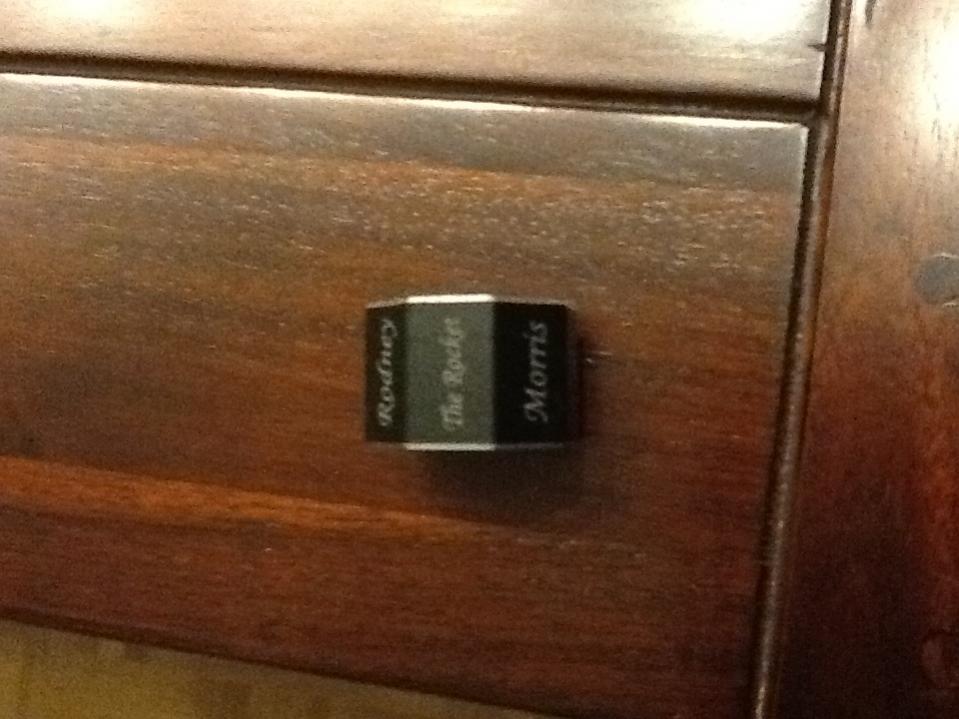 Rodney
The Rocket
Morris